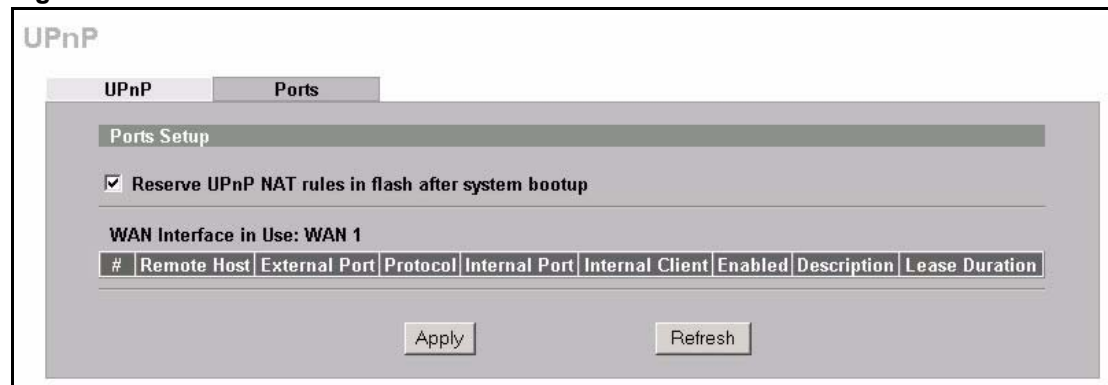 UPnP
UPnP Ports
Ports Setup
Reserve UPnP NAT rules in flash after system bootup
WAN Interface in Use: WAN 1
# Remote Host External Port Protocol Internal Port Internal Client Enabled Description Lease Duration
Apply Refresh